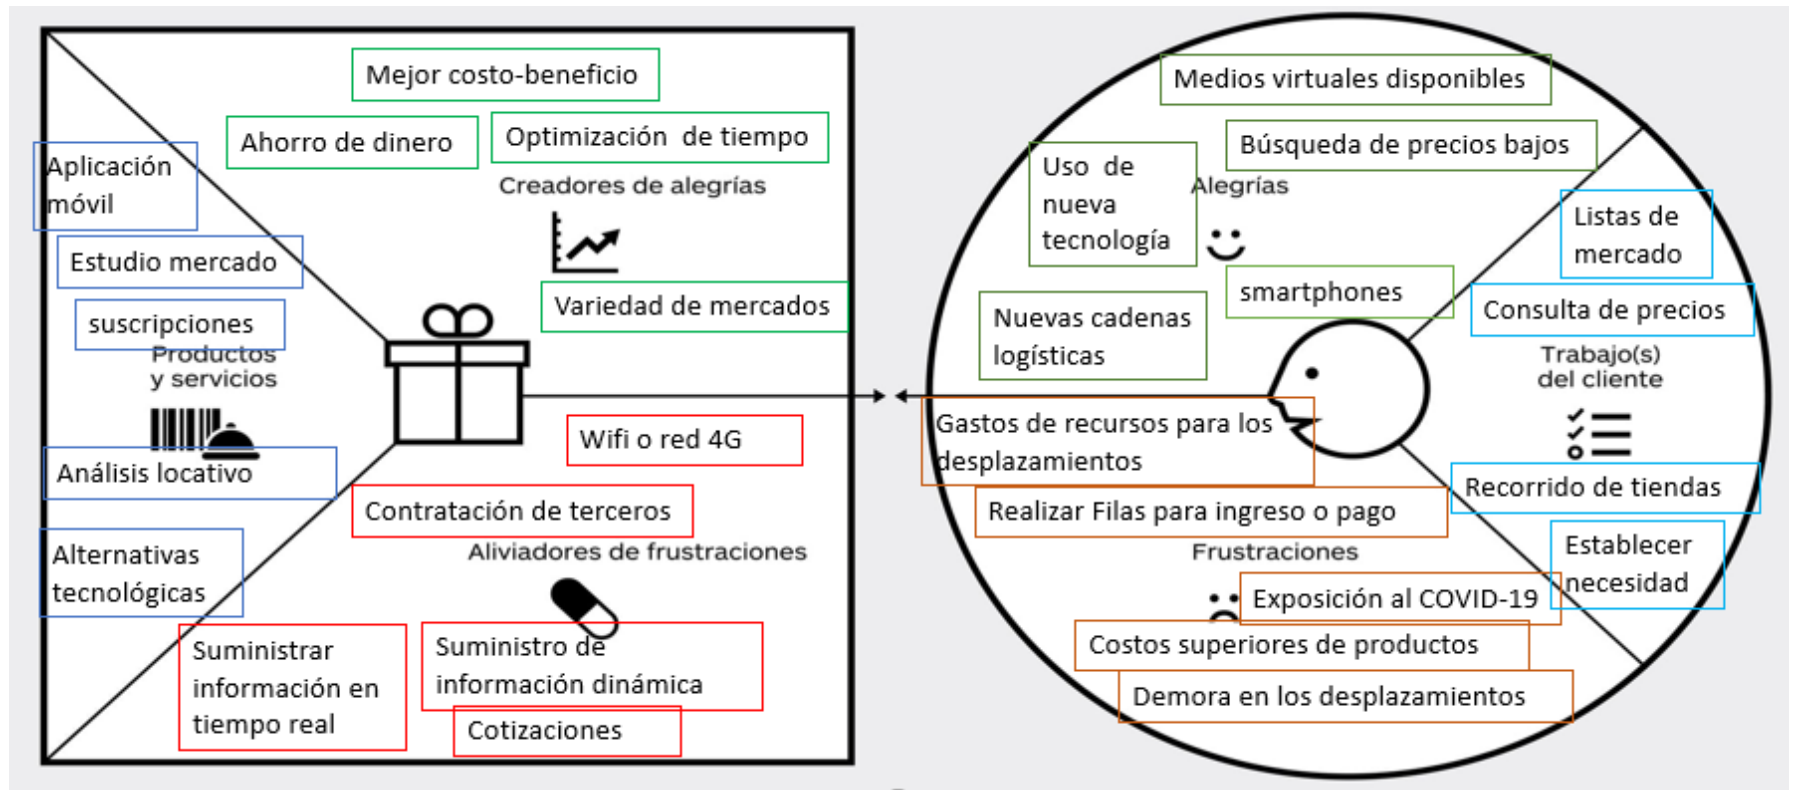 Mejor costo-beneficio
Ahorro de dinero
Optimización de tiempo
Creadores de alegrías
Variedad de mercados
Aplicación
móvil
Estudio mercado
suscripciones
Productos
y servicios
Análisis locativo
Alternativas
tecnológicas
Wifi o red 4G
Contratación de terceros
Aliviadores de frustraciones
Suministrar
información en
tiempo real
Suministro de
información dinámica
Cotizaciones
Medios virtuales disponibles
Búsqueda de precios bajos
Uso de
nueva
tecnología
Alegrías
smartphones
Nuevas cadenas
logísticas
Listas de
mercado
Consulta de precios
Trabajo(s)
del cliente
Recorrido de tiendas
Establecer
necesidad
Gastos de recursos para los
desplazamientos
Realizar Filas para ingreso o pago
Frustraciones
Exposición al COVID-19
Costos superiores de productos
Demora en los desplazamientos